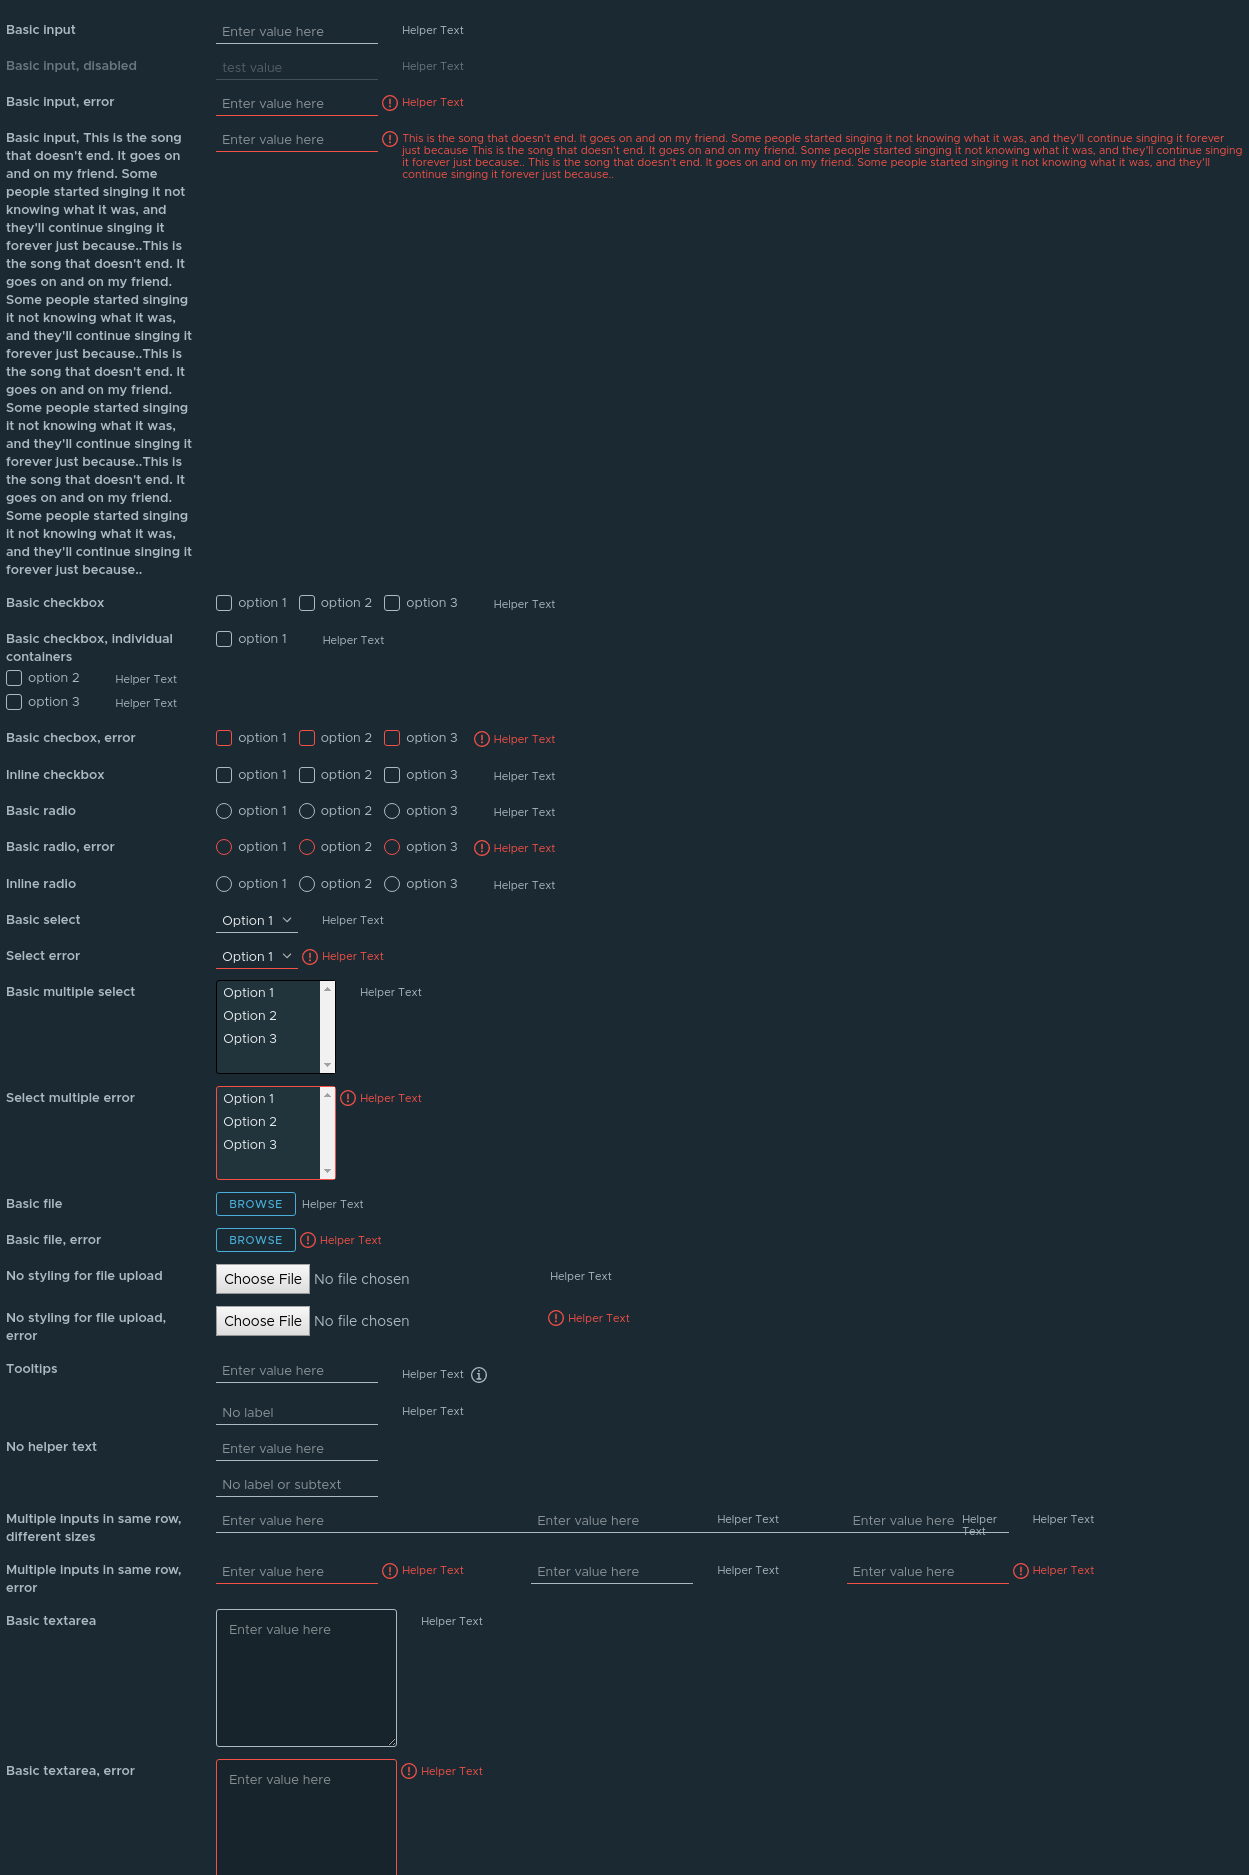 Basic input Enter value here Helper Text
Basic input, disabled test value Helper Text
Basic input, error Enter value here Helper Text
Basic input, This is the song
that doesn't end. It goes on
and on my friend. Some
people started singing it not
knowing what it was, and
they'll continue singing it
forever just because..This is
the song that doesn't end. It
goes on and on my friend.
Some people started singing
it not knowing what it was,
and they'll continue singing it
forever just because..This is
the song that doesn't end. It
goes on and on my friend.
Some people started singing
it not knowing what it was,
and they'll continue singing it
forever just because..This is
the song that doesn't end. It
goes on and on my friend.
Some people started singing
it not knowing what it was,
and they'll continue singing it
forever just because..
Enter value here
This is the song that doesn't end. It goes on and on my friend. Some people started singing it not knowing what it was, and they'll continue singing it forever
just because This is the song that doesn't end. It goes on and on my friend. Some people started singing it not knowing what it was, and they'll continue singing
it forever just because.. This is the song that doesn't end. It goes on and on my friend. Some people started singing it not knowing what it was, and they'll
continue singing it forever just because..
Basic checkbox option 1 option 2 option 3 Helper Text
Basic checkbox, individual
containers
option 1 Helper Text
option 2 Helper Text
option 3 Helper Text
Basic checbox, error option 1 option 2 option 3 Helper Text
Inline checkbox option 1 option 2 option 3 Helper Text
Basic radio option 1 option 2 option 3 Helper Text
Basic radio, error option 1 option 2 option 3 Helper Text
Inline radio option 1 option 2 option 3 Helper Text
Basic select Option 1 Helper Text
Select error Option 1 Helper Text
Basic multiple select Option 1 Helper Text
Option 2
Option 3
Select multiple error Option 1 Helper Text
Option 2
Option 3
Basic file BROWSE Helper Text
Basic file, error BROWSE Helper Text
No styling for file upload Choose File No file chosen Helper Text
No styling for file upload,
error
Choose File No file chosen Helper Text
Tooltips Enter value here Helper Text
No label Helper Text
No helper text Enter value here
No label or subtext
Multiple inputs in same row,
different sizes
Enter value here Helper
Text
Enter value here Helper Text
Enter value here Helper Text
Multiple inputs in same row,
error
Enter value here Helper Text Enter value here Helper Text Enter value here Helper Text
Basic textarea Enter value here Helper Text
Basic textarea, error Enter value here Helper Text